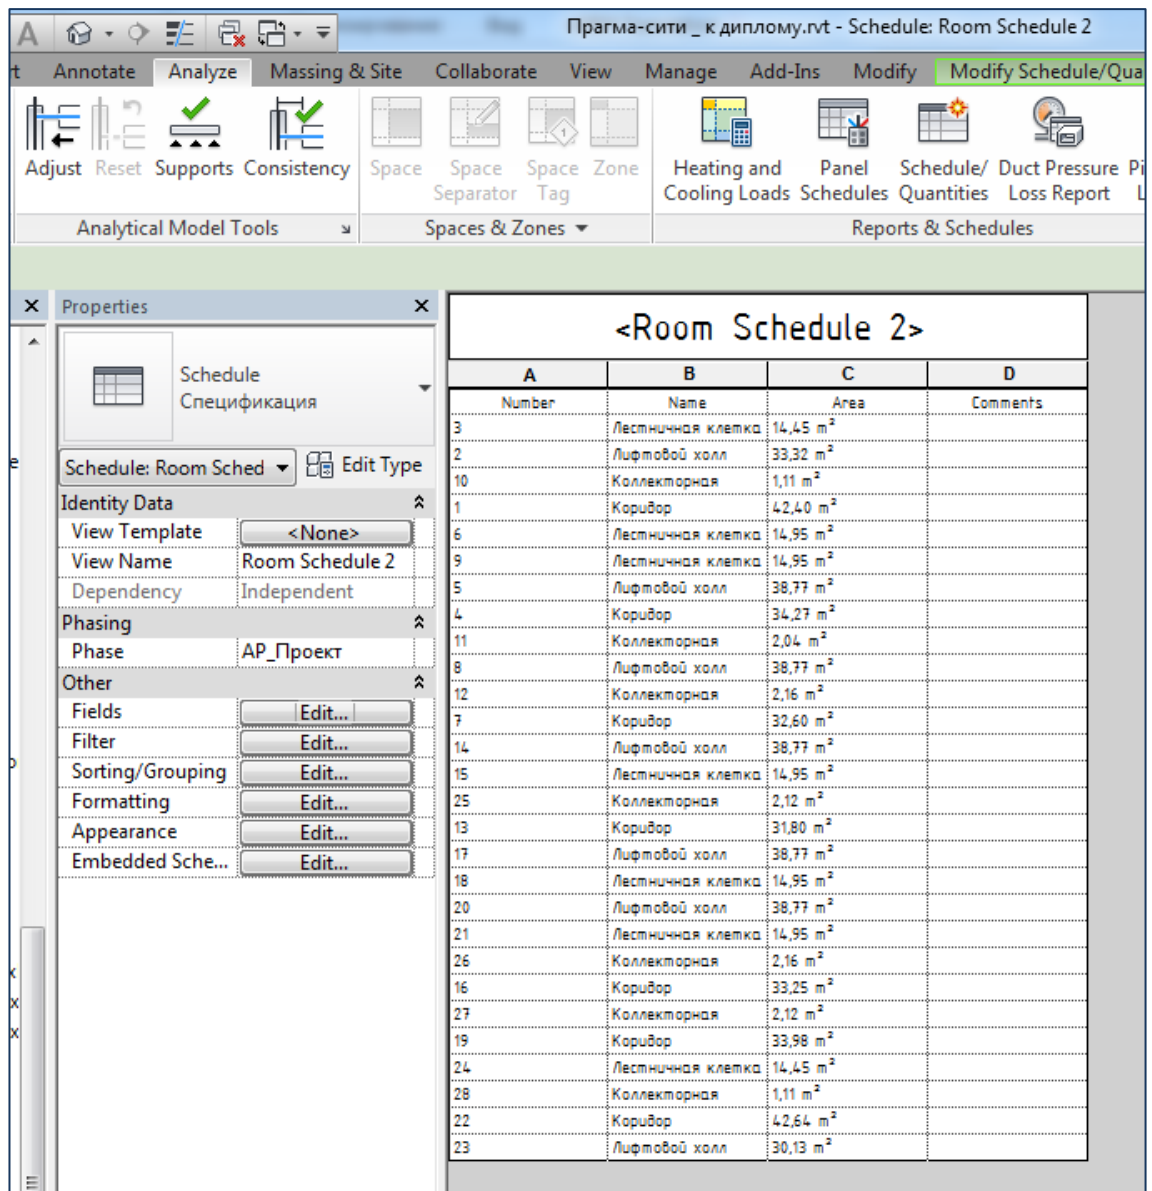 Прагма-сити _ к диплому.rvt - Schedule: Room Schedule 2
Annotate Analyze Massing & Site Collaborate View Manage Add-Ins Modify Modify Schedule/Qua
Adjust Reset Supports Consistency Space Space Separator Space Tag Zone Heating and Cooling Loads Panel Schedules Schedule/ Quantities Duct Pressure Loss Report
Analytical Model Tools Spaces & Zones Reports & Schedules
Properties
Schedule
Спецификация
Schedule: Room Sched Edit Type
Identity Data
View Template <None>
View Name Room Schedule 2
Dependency Independent
Phasing
Phase АР_Проект
Other
Fields Edit...
Filter Edit...
Sorting/Grouping Edit...
Formatting Edit...
Appearance Edit...
Embedded Sche... Edit...
<Room Schedule 2>
A B C D
Number Name Area Comments
3 Лестничная клетка 14,45 m²
2 Лифтовой холл 33,32 m²
10 Коллекторная 1,11 m²
1 Коридор 42,40 m²
6 Лестничная клетка 14,95 m²
9 Лестничная клетка 14,95 m²
5 Лифтовой холл 38,77 m²
4 Коридор 34,27 m²
11 Коллекторная 2,04 m²
8 Лифтовой холл 38,77 m²
12 Коллекторная 2,16 m²
7 Коридор 32,60 m²
14 Лифтовой холл 38,77 m²
15 Лестничная клетка 14,95 m²
25 Коллекторная 2,12 m²
13 Коридор 31,80 m²
17 Лифтовой холл 38,77 m²
18 Лестничная клетка 14,95 m²
20 Лифтовой холл 38,77 m²
21 Лестничная клетка 14,95 m²
26 Коллекторная 2,16 m²
16 Коридор 33,25 m²
27 Коллекторная 2,12 m²
19 Коридор 33,98 m²
24 Лестничная клетка 14,45 m²
28 Коллекторная 1,11 m²
22 Коридор 42,64 m²
23 Лифтовой холл 30,13 m²